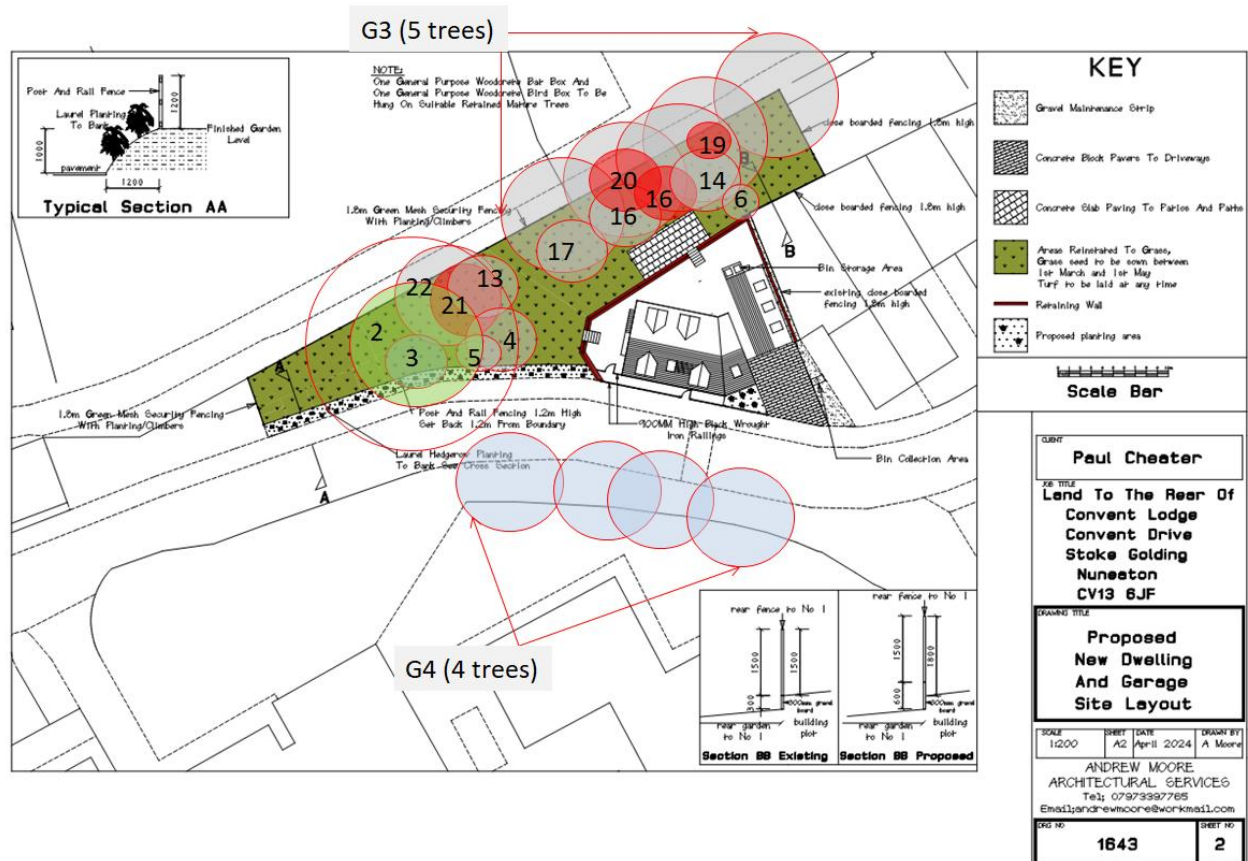 G3 (5 trees)
Post And Rail Fence
1200
Laurel Planting
To Bank
Finished Garden
Level
1000
pavement
1200
Typical Section AA
NOTE:
One General Purpose Woodcrete Bat Box And
One General Purpose Woodcrete Bird Box To Be
Hung On Suitable Retained Mature Trees
close boarded fencing 1.8m high
1.8m Green Mesh Security Fencing
With Planting/Climbers
close boarded fencing 1.8m high
19
20
14
16
16
6
17
B
B
13
22
21
2
4
3
5
A
A
Bin Storage Area
existing close boarded
fencing 1.8m high
1.8m Green Mesh Security Fencing
With Planting/Climbers
Post And Rail Fencing 1.2m High
Set Back 1.2m From Boundary
900MM High Black Wrought
Iron Railings
Laurel Hedgerow Planting
To Bank See Cross Section
Bin Collection Area
G4 (4 trees)
rear fence to No 1
1500
1500
300
300mm gravel
board
rear garden
to No 1
building
plot
Section BB Existing
rear fence to No 1
1500
1800
600
300mm gravel
board
rear garden
to No 1
building
plot
Section BB Proposed
KEY
Gravel Maintenance Strip
Concrete Block Pavers To Driveways
Concrete Slab Paving To Patios And Paths
Areas Reinstated To Grass,
Grass seed to be sown between
1st March and 1st May
Turf to be laid at any time
Retaining Wall
Proposed planting area
Scale Bar
CLIENT
Paul Cheater
JOB TITLE
Land To The Rear Of
Convent Lodge
Convent Drive
Stoke Golding
Nuneaton
CV13 6JF
DRAWING TITLE
Proposed
New Dwelling
And Garage
Site Layout
SCALE
1:200
SHEET
A2
DATE
April 2024
DRAWN BY
A Moore
ANDREW MOORE
ARCHITECTURAL SERVICES
Tel; 07973397765
Email;andrewmoore@workmail.com
DRG NO
1643
SHEET NO
2